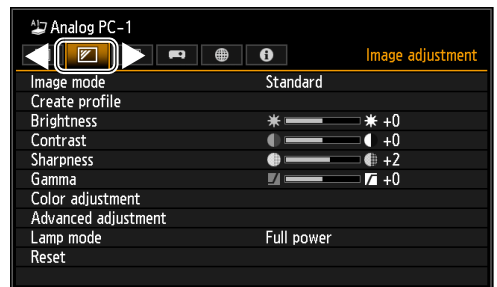 Analog PC-1
Image adjustment
Image mode Standard
Create profile
Brightness +0
Contrast +0
Sharpness +2
Gamma +0
Color adjustment
Advanced adjustment
Lamp mode Full power
Reset